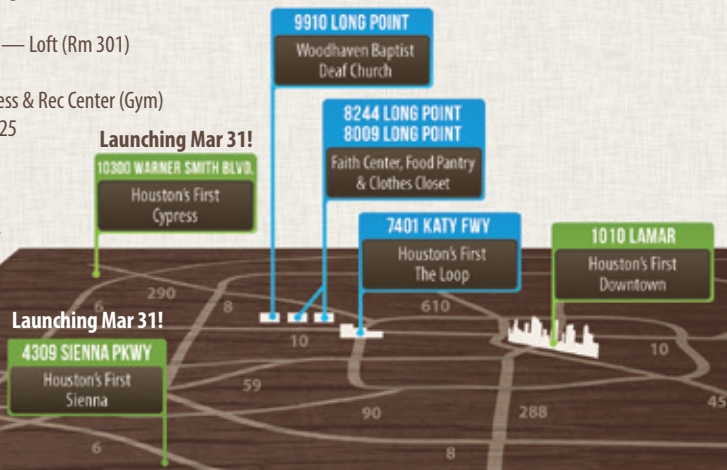 — Loft (Rm 301)
ess & Rec Center (Gym)
25
9910 LONG POINT
Woodhaven Baptist
Deaf Church
8244 LONG POINT
8009 LONG POINT
Faith Center, Food Pantry
& Clothes Closet
Launching Mar 31!
10300 WARNER SMITH BLVD.
Houston's First
Cypress
7401 KATY FWY
Houston's First
The Loop
1010 LAMAR
Houston's First
Downtown
6
290
8
610
10
10
Launching Mar 31!
4309 SIENNA PKWY
Houston's First
Sienna
59
90
288
45
6
8